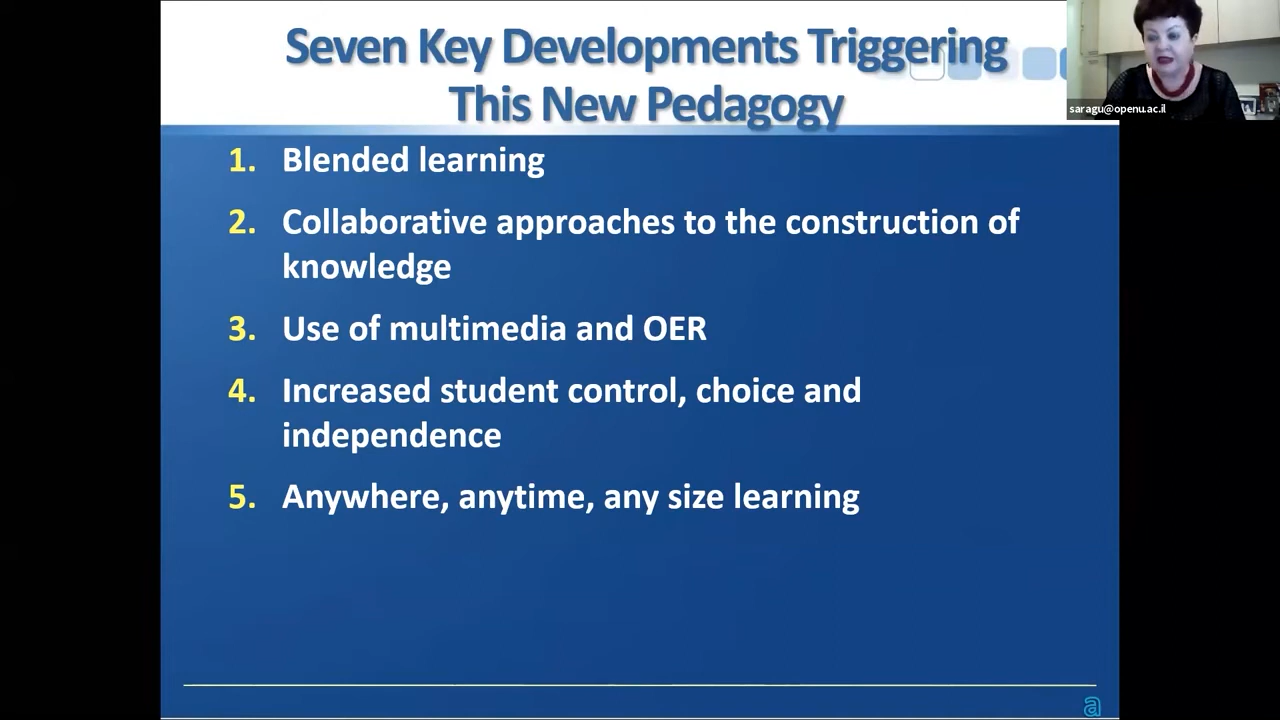 Seven Key Developments Triggering
This New Pedagogy
saragu@openu.ac.il
1. Blended learning
2. Collaborative approaches to the construction of
knowledge
3. Use of multimedia and OER
4. Increased student control, choice and
independence
5. Anywhere, anytime, any size learning
a